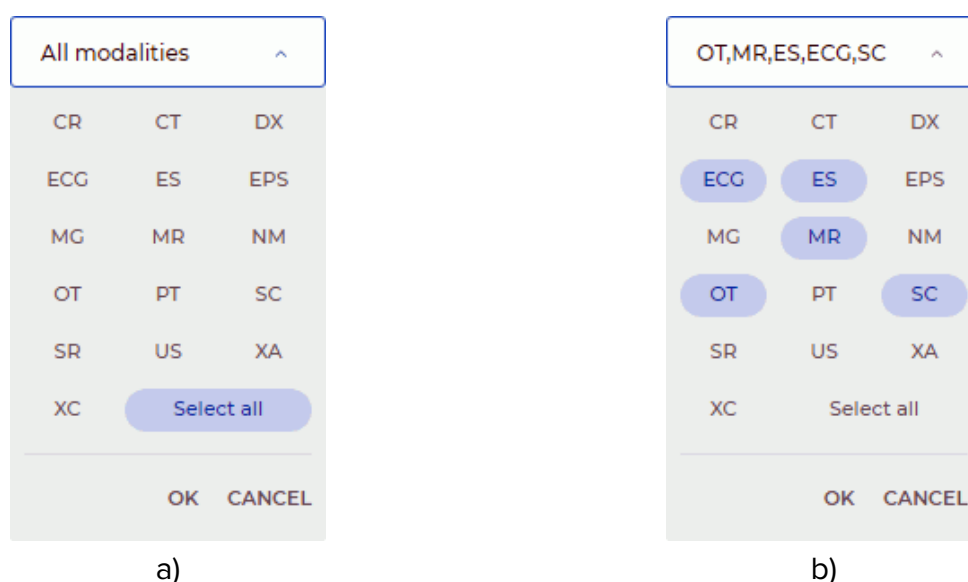 All modalities
CR CT DX
ECG ES EPS
MG MR NM
OT PT SC
SR US XA
XC Select all
OK CANCEL
a)
OT,MR,ES,ECG,SC
CR CT DX
ECG ES EPS
MG MR NM
OT PT SC
SR US XA
XC Select all
OK CANCEL
b)